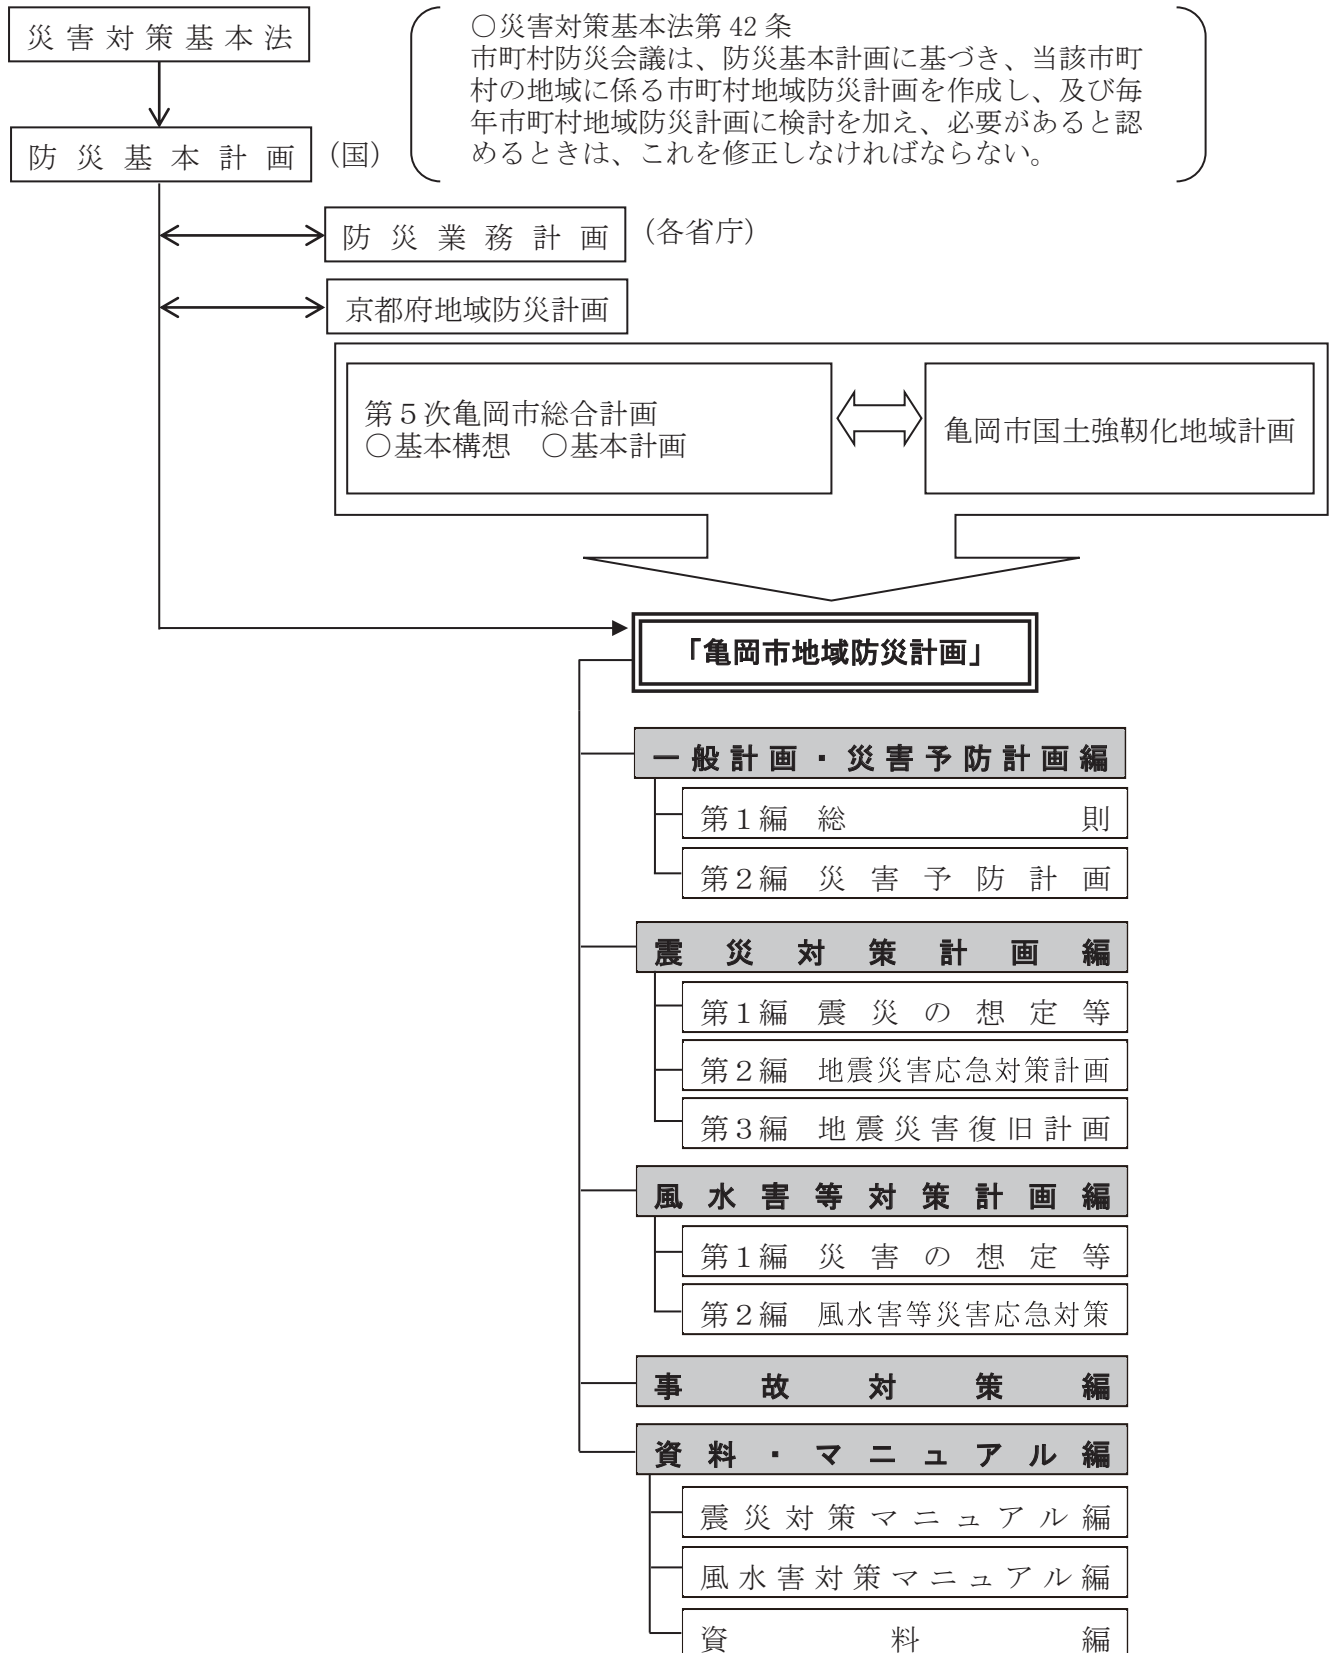 災害対策基本法
○災害対策基本法第42条
市町村防災会議は、防災基本計画に基づき、当該市町
村の地域に係る市町村地域防災計画を作成し、及び毎
年市町村地域防災計画に検討を加え、必要があると認
めるときは、これを修正しなければならない。
防災基本計画 (国)
防災業務計画 (各省庁)
京都府地域防災計画
第5次亀岡市総合計画
○基本構想 ○基本計画
亀岡市国土強靱化地域計画
「亀岡市地域防災計画」
一般計画・災害予防計画編
第1編 総則
第2編 災害予防計画
震災対策計画編
第1編 震災の想定等
第2編 地震災害応急対策計画
第3編 地震災害復旧計画
風水害等対策計画編
第1編 災害の想定等
第2編 風水害等災害応急対策
事故対策編
資料・マニュアル編
震災対策マニュアル編
風水害対策マニュアル編
資料編